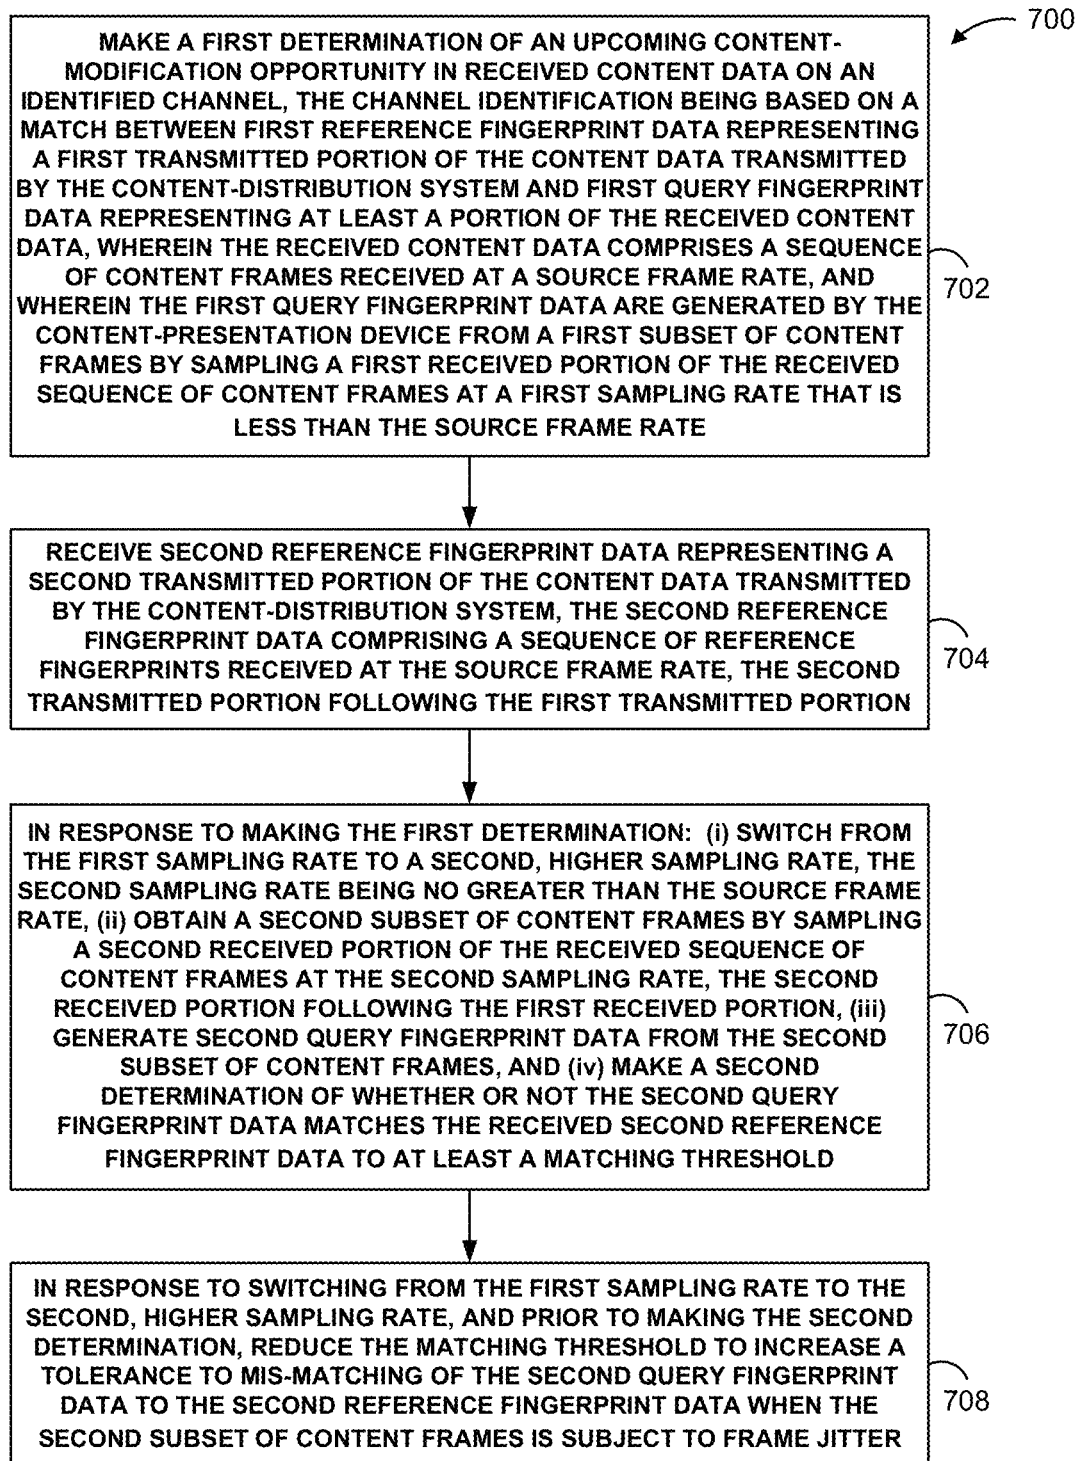 700
MAKE A FIRST DETERMINATION OF AN UPCOMING CONTENT-
MODIFICATION OPPORTUNITY IN RECEIVED CONTENT DATA ON AN
IDENTIFIED CHANNEL, THE CHANNEL IDENTIFICATION BEING BASED ON A
MATCH BETWEEN FIRST REFERENCE FINGERPRINT DATA REPRESENTING
A FIRST TRANSMITTED PORTION OF THE CONTENT DATA TRANSMITTED
BY THE CONTENT-DISTRIBUTION SYSTEM AND FIRST QUERY FINGERPRINT
DATA REPRESENTING AT LEAST A PORTION OF THE RECEIVED CONTENT
DATA, WHEREIN THE RECEIVED CONTENT DATA COMPRISES A SEQUENCE
OF CONTENT FRAMES RECEIVED AT A SOURCE FRAME RATE, AND
WHEREIN THE FIRST QUERY FINGERPRINT DATA ARE GENERATED BY THE
CONTENT-PRESENTATION DEVICE FROM A FIRST SUBSET OF CONTENT
FRAMES BY SAMPLING A FIRST RECEIVED PORTION OF THE RECEIVED
SEQUENCE OF CONTENT FRAMES AT A FIRST SAMPLING RATE THAT IS
LESS THAN THE SOURCE FRAME RATE
702
RECEIVE SECOND REFERENCE FINGERPRINT DATA REPRESENTING A
SECOND TRANSMITTED PORTION OF THE CONTENT DATA TRANSMITTED
BY THE CONTENT-DISTRIBUTION SYSTEM, THE SECOND REFERENCE
FINGERPRINT DATA COMPRISING A SEQUENCE OF REFERENCE
FINGERPRINTS RECEIVED AT THE SOURCE FRAME RATE, THE SECOND
TRANSMITTED PORTION FOLLOWING THE FIRST TRANSMITTED PORTION
704
IN RESPONSE TO MAKING THE FIRST DETERMINATION: (i) SWITCH FROM
THE FIRST SAMPLING RATE TO A SECOND, HIGHER SAMPLING RATE, THE
SECOND SAMPLING RATE BEING NO GREATER THAN THE SOURCE FRAME
RATE, (ii) OBTAIN A SECOND SUBSET OF CONTENT FRAMES BY SAMPLING
A SECOND RECEIVED PORTION OF THE RECEIVED SEQUENCE OF
CONTENT FRAMES AT THE SECOND SAMPLING RATE, THE SECOND
RECEIVED PORTION FOLLOWING THE FIRST RECEIVED PORTION, (iii)
GENERATE SECOND QUERY FINGERPRINT DATA FROM THE SECOND
SUBSET OF CONTENT FRAMES, AND (iv) MAKE A SECOND
DETERMINATION OF WHETHER OR NOT THE SECOND QUERY
FINGERPRINT DATA MATCHES THE RECEIVED SECOND REFERENCE
FINGERPRINT DATA TO AT LEAST A MATCHING THRESHOLD
706
IN RESPONSE TO SWITCHING FROM THE FIRST SAMPLING RATE TO THE
SECOND, HIGHER SAMPLING RATE, AND PRIOR TO MAKING THE SECOND
DETERMINATION, REDUCE THE MATCHING THRESHOLD TO INCREASE A
TOLERANCE TO MIS-MATCHING OF THE SECOND QUERY FINGERPRINT
DATA TO THE SECOND REFERENCE FINGERPRINT DATA WHEN THE
SECOND SUBSET OF CONTENT FRAMES IS SUBJECT TO FRAME JITTER
708